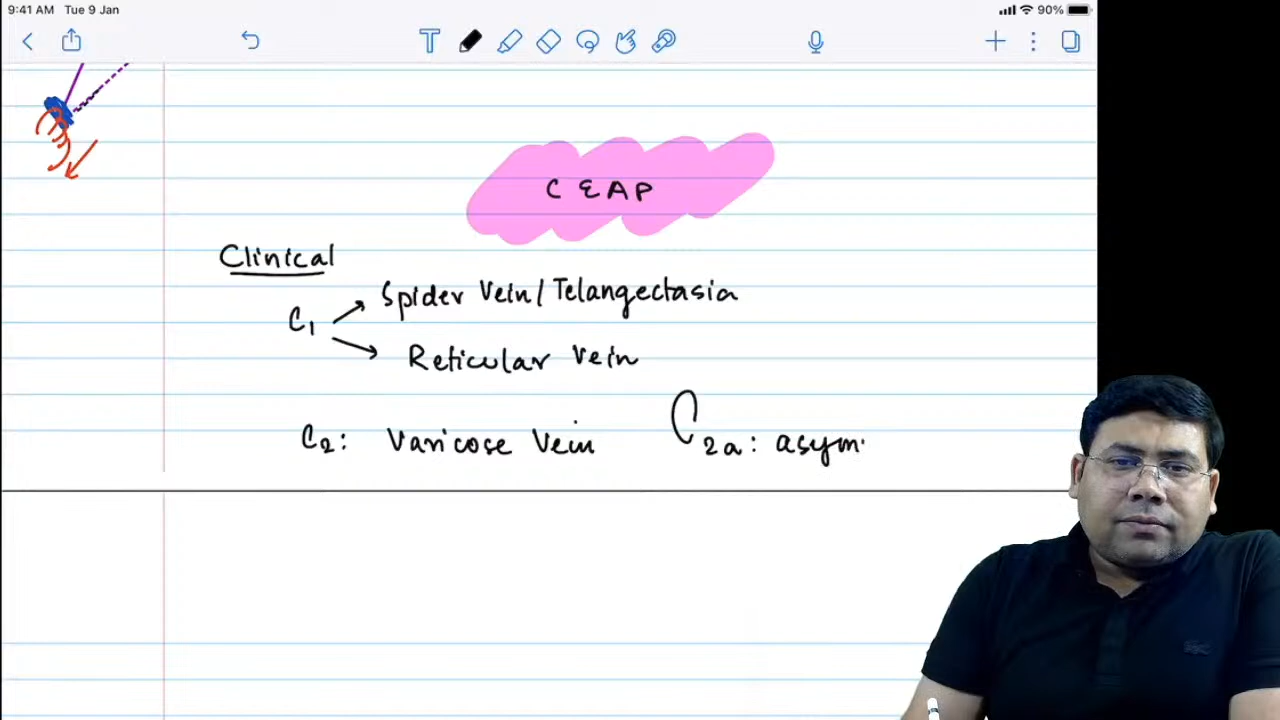 9:41 AM Tue 9 Jan 90%
CEAP
Clinical
C1 Spider Vein/Telangectasia
Reticular Vein
C2: Varicose Vein C2a: asym